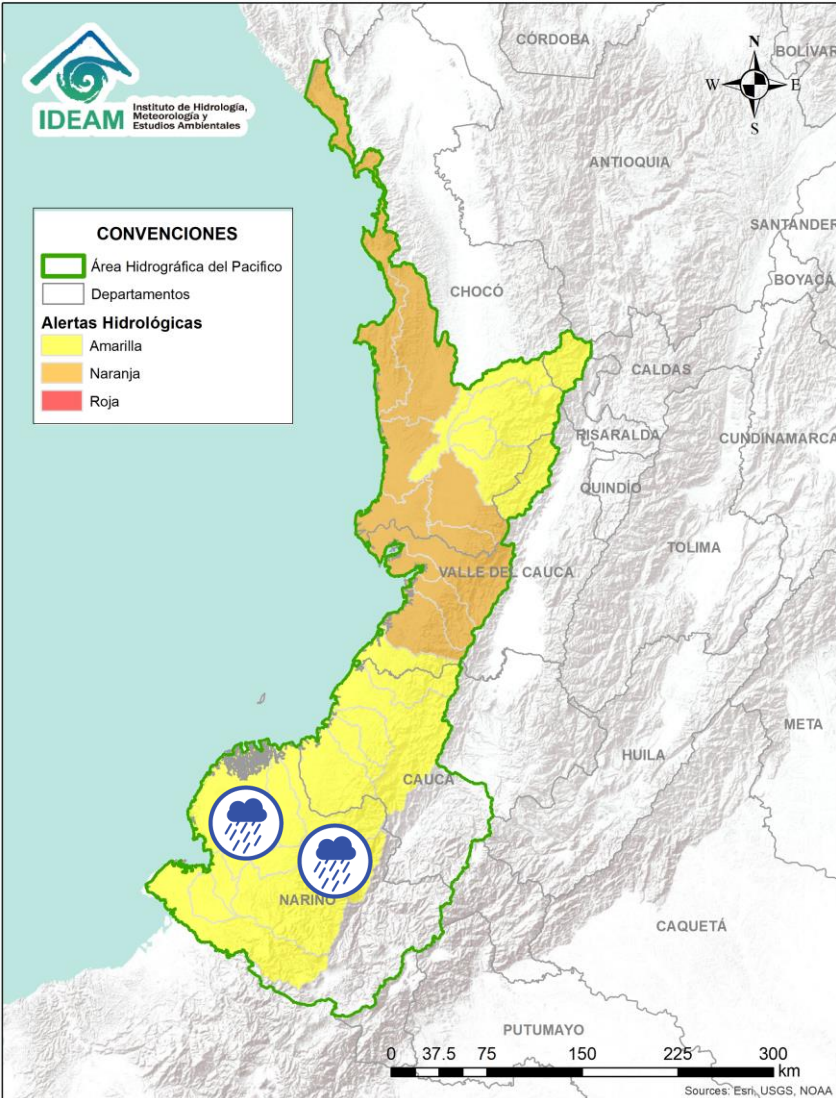 IDEAM
Instituto de Hidrología,
Meteorología y
Estudios Ambientales
N
W
E
S
CÓRDOBA
BOLÍVAR
ANTIOQUIA
SANTANDER
BOYACÁ
CHOCÓ
CONVENCIONES
Área Hidrográfica del Pacifico
Departamentos
Alertas Hidrológicas
Amarilla
Naranja
Roja
CALDAS
RISARALDA
CUNDINAMARCA
QUINDÍO
TOLIMA
VALLE DEL CAUCA
META
HUILA
CAUCA
NARIÑO
CAQUETÁ
PUTUMAYO
0 37.5 75 150 225 300
km
Sources: Esri, USGS, NOAA